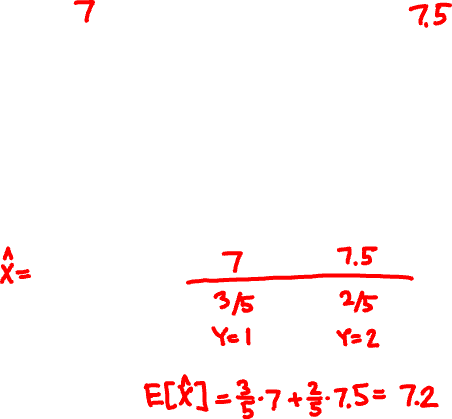 7 7.5
X̂= 7 7.5
3/5 2/5
Y=1 Y=2
E[X̂] = 3/5 · 7 + 2/5 · 7.5 = 7.2